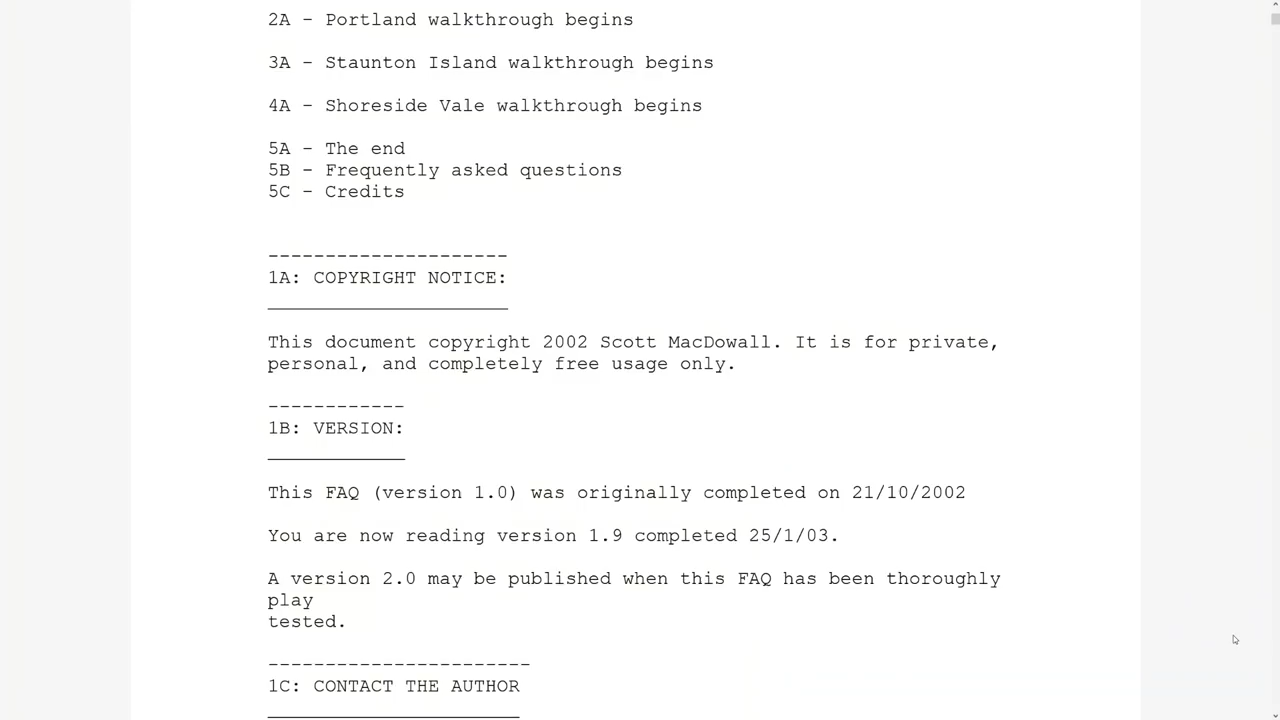 2A - Portland walkthrough begins
3A - Staunton Island walkthrough begins
4A - Shoreside Vale walkthrough begins
5A - The end
5B - Frequently asked questions
5C - Credits
---------------------
1A: COPYRIGHT NOTICE:
_____________________
This document copyright 2002 Scott MacDowall. It is for private,
personal, and completely free usage only.
------------
1B: VERSION:
____________
This FAQ (version 1.0) was originally completed on 21/10/2002
You are now reading version 1.9 completed 25/1/03.
A version 2.0 may be published when this FAQ has been thoroughly
play
tested.
-----------------------
1C: CONTACT THE AUTHOR
______________________